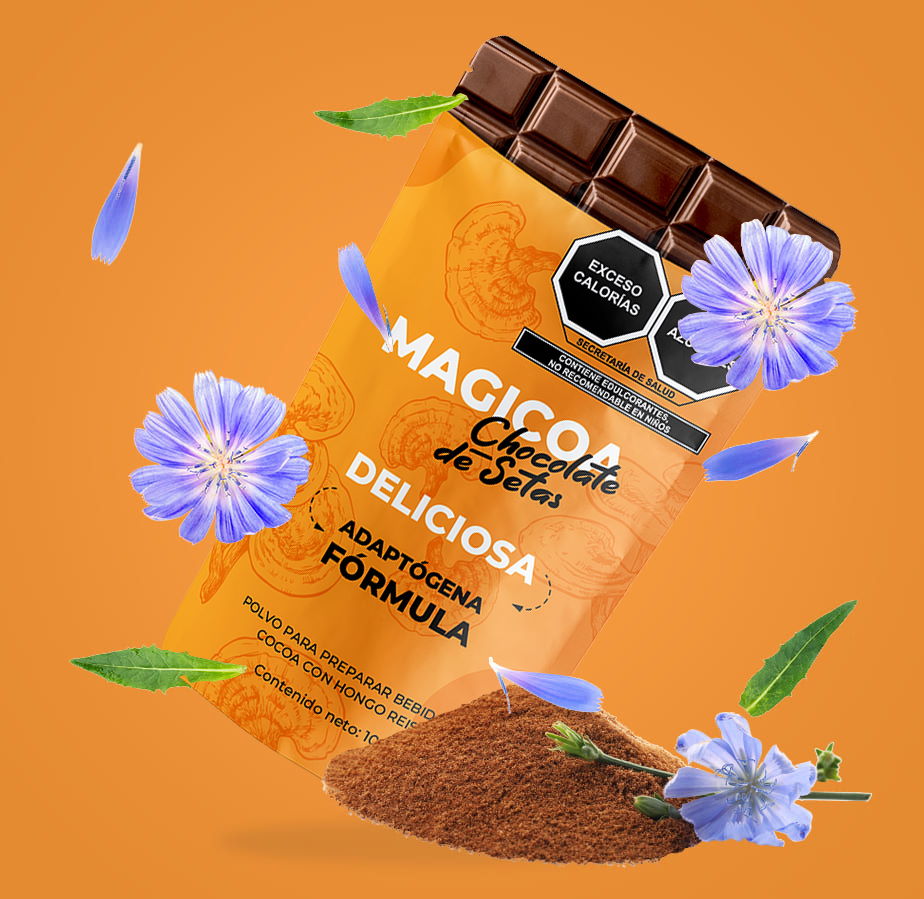 EXCESO
CALORÍAS
SECRETARÍA DE SALUD
CONTIENE EDULCORANTES,
NO RECOMENDABLE EN NIÑOS
MAGICOA
Chocolate
de Setas
DELICIOSA
ADAPTÓGENA
FÓRMULA
POLVO PARA PREPARAR
COCOA CON HONGO
Contenido neto: